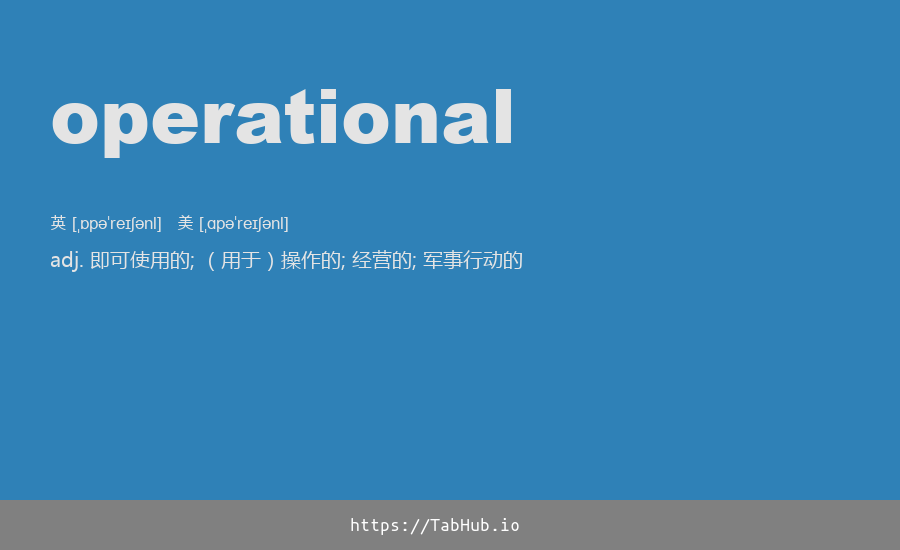 operational
英 [ˌɒpəˈreɪʃənl] 美 [ˌɑpəˈreɪʃənl]
adj. 即可使用的; （用于）操作的; 经营的; 军事行动的
https://TabHub.io